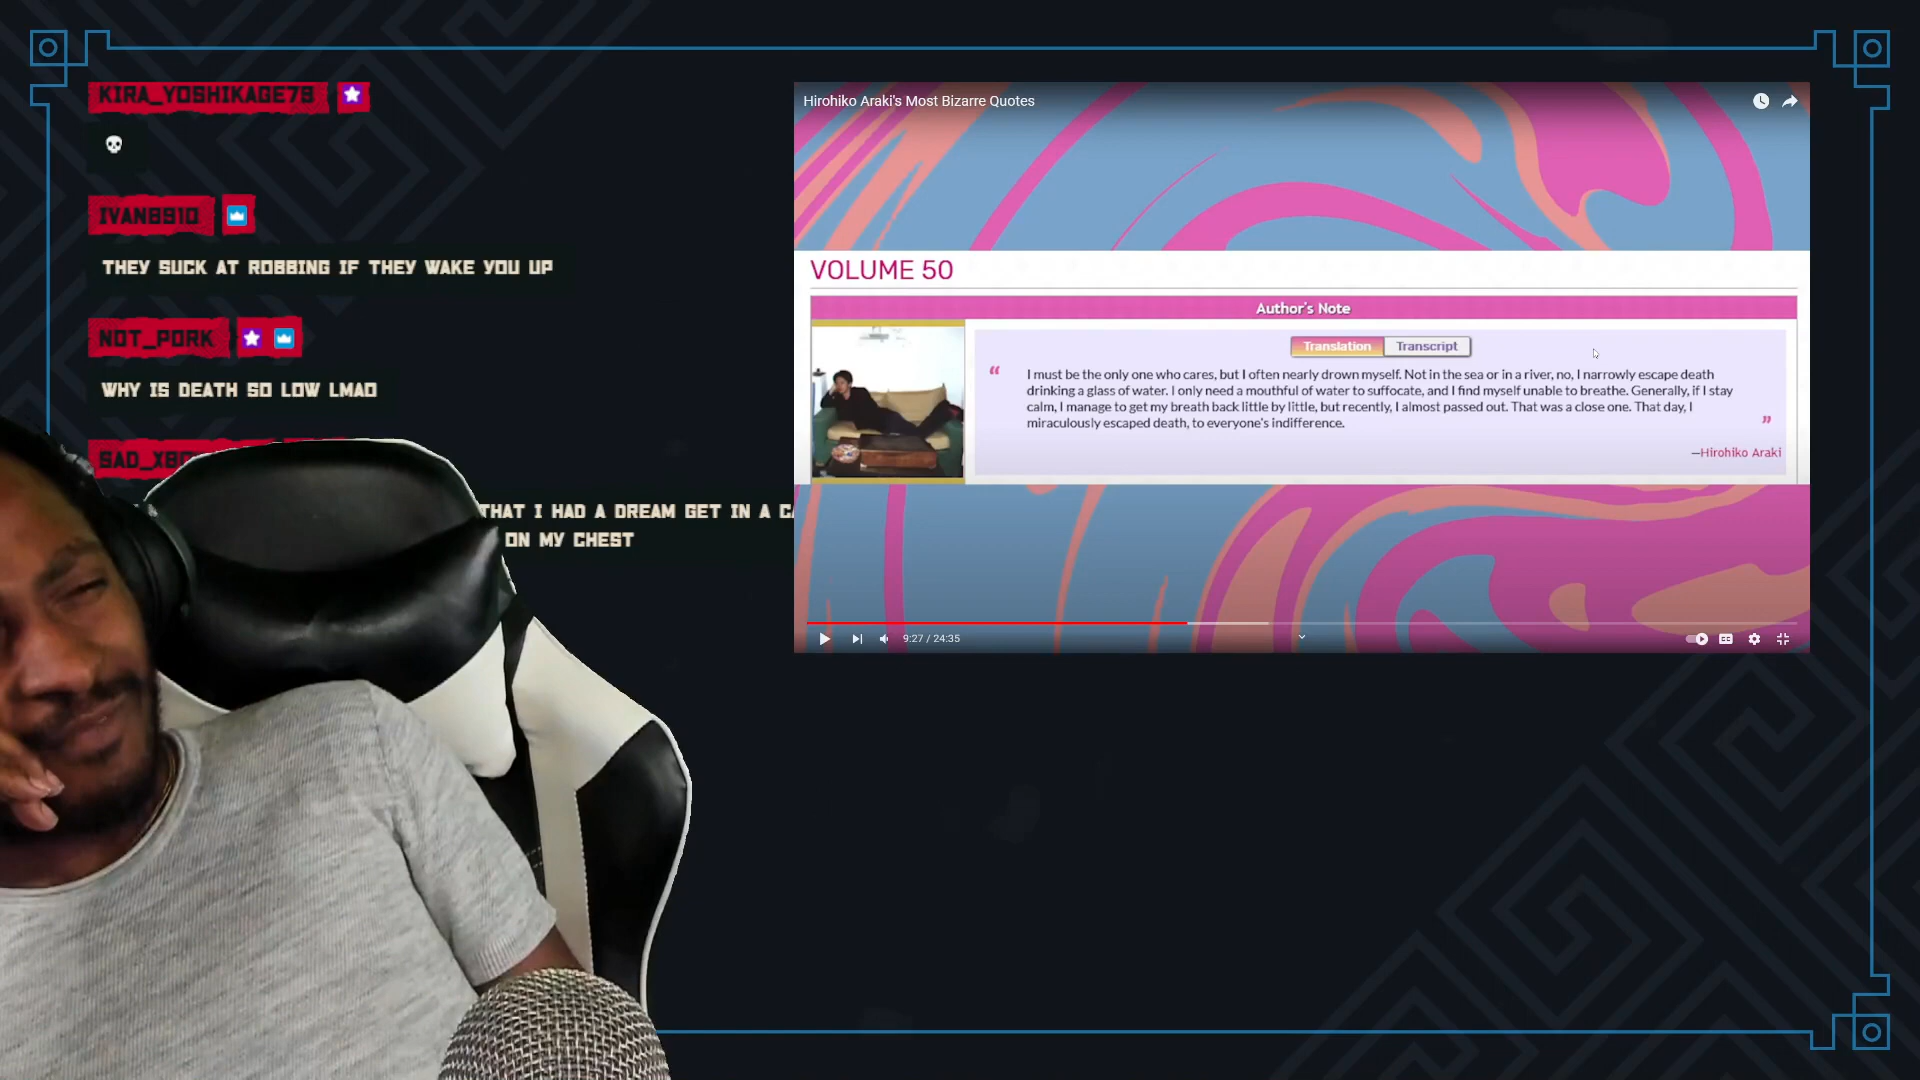 KIRA_YOSHIKAGE79
IVAN8910
THEY SUCK AT ROBBING IF THEY WAKE YOU UP
NOT_PORK
WHY IS DEATH SO LOW LMAO
THAT I HAD A DREAM GET IN A
ON MY CHEST
Hirohiko Araki's Most Bizarre Quotes
VOLUME 50
Author's Note
Translation Transcript
“ I must be the only one who cares, but I often nearly drown myself. Not in the sea or in a river, no, I narrowly escape death
drinking a glass of water. I only need a mouthful of water to suffocate, and I find myself unable to breathe. Generally, if I stay
calm, I manage to get my breath back little by little, but recently, I almost passed out. That was a close one. That day, I
miraculously escaped death, to everyone's indifference. ”
—Hirohiko Araki
9:27 / 24:35